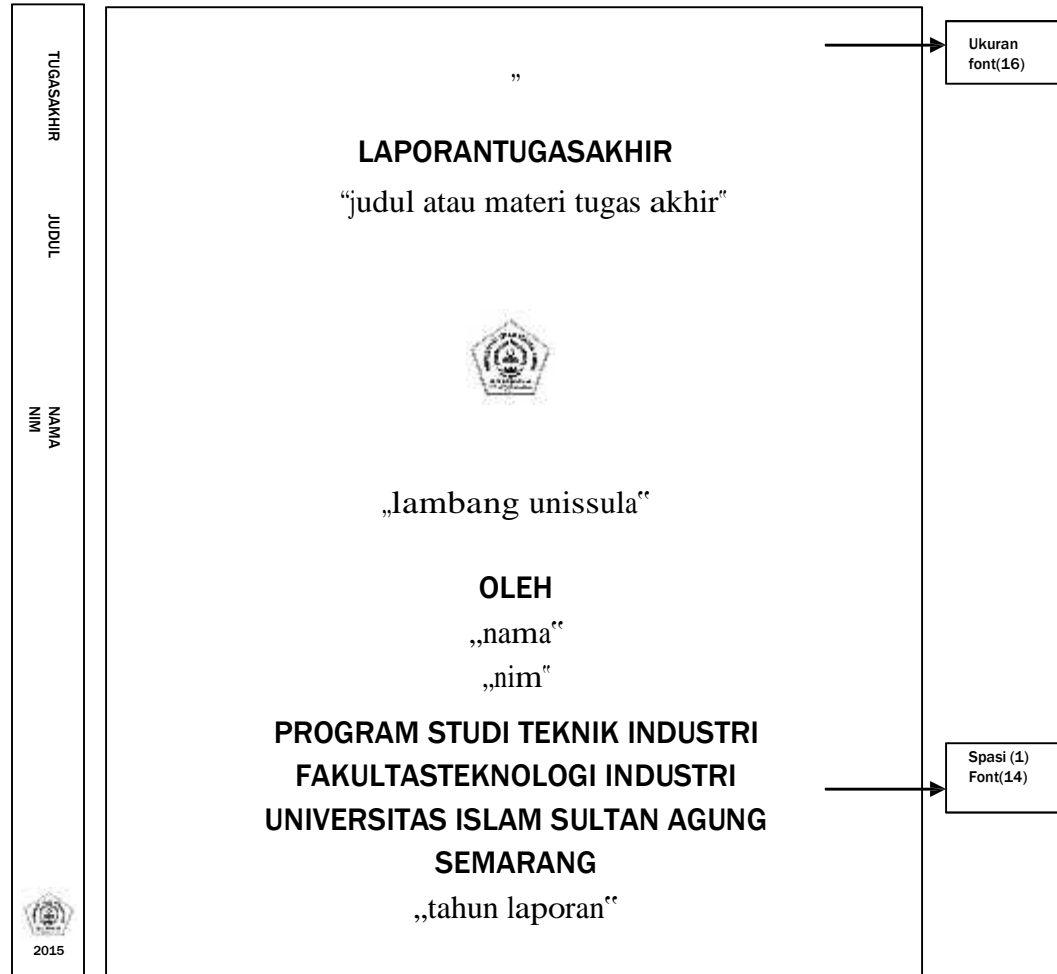 TUGASAKHIR
JUDUL
NAMA
NIM
2015
”
LAPORANTUGASAKHIR
“judul atau materi tugas akhir‟
„lambang unissula‟
OLEH
„nama‟
„nim‟
PROGRAM STUDI TEKNIK INDUSTRI
FAKULTASTEKNOLOGI INDUSTRI
UNIVERSITAS ISLAM SULTAN AGUNG
SEMARANG
„tahun laporan‟
Ukuran
font(16)
Spasi (1)
Font(14)